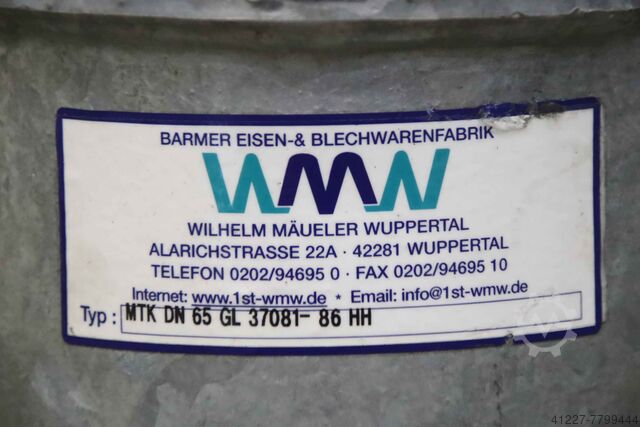 BARMER EISEN-& BLECHWARENFABRIK
WMW
WILHELM MÄUELER WUPPERTAL
ALARICHSTRASSE 22A · 42281 WUPPERTAL
TELEFON 0202/94695 0 · FAX 0202/94695 10
Internet: www.1st-wmw.de * Email: info@1st-wmw.de
Typ : MTK DN 65 GL 37081- 86 HH
41227-7799444